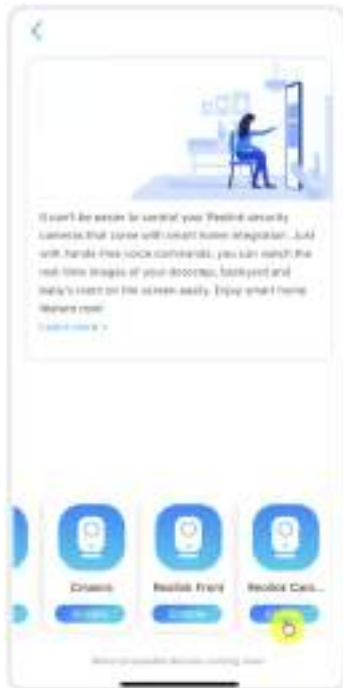 It can't be easier to control your Reolink security
cameras that come with smart home integration. Just
with hands-free voice commands, you can watch the
real-time images of your doorstep, backyard and
baby's room on the screen easily. Enjoy smart home
feature now!
Learn more >
Camera
Reolink Front
Reolink Cam...